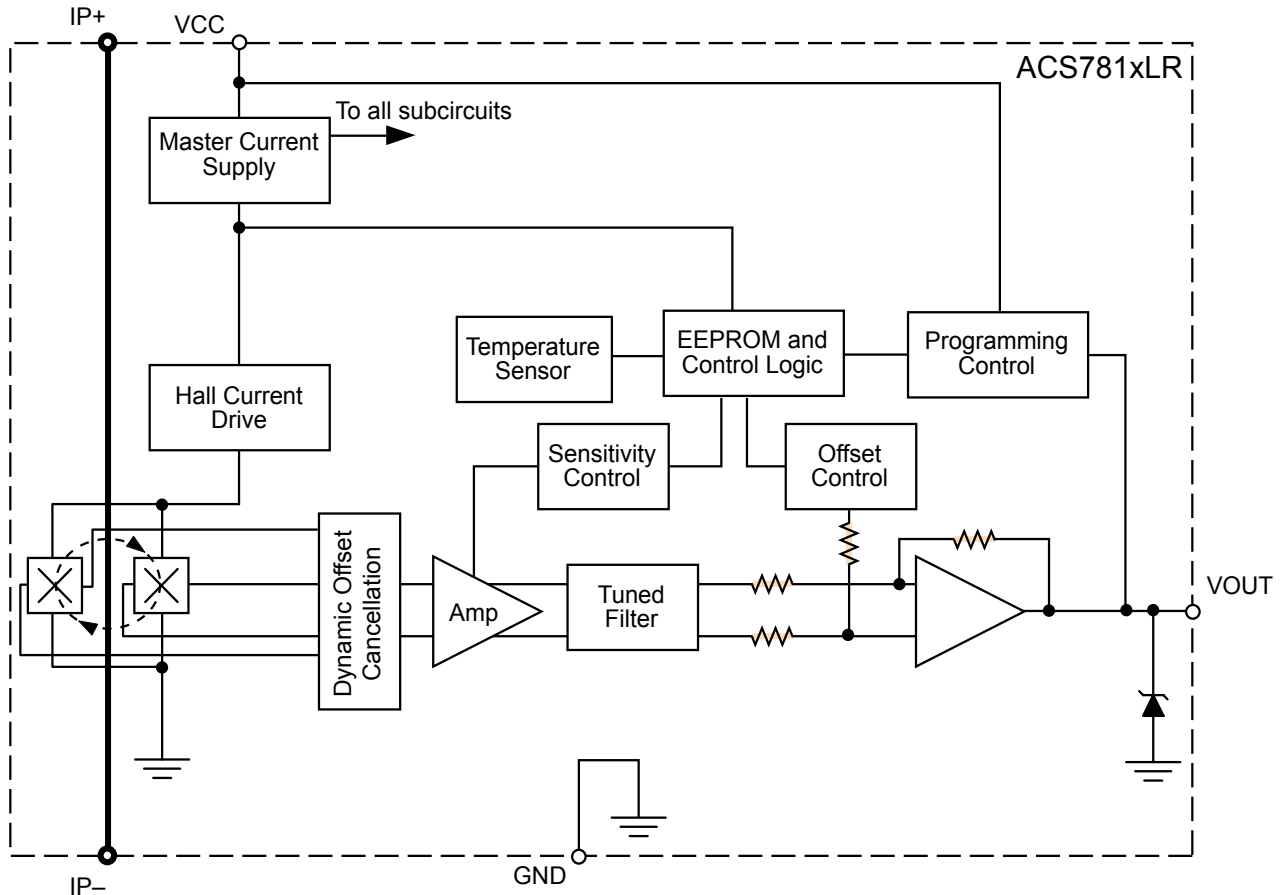 IP+
VCC
ACS781xLR
To all subcircuits
Master Current
Supply
Temperature
Sensor
EEPROM and
Control Logic
Programming
Control
Hall Current
Drive
Sensitivity
Control
Offset
Control
Dynamic Offset
Cancellation
Amp
Tuned
Filter
VOUT
GND
IP–